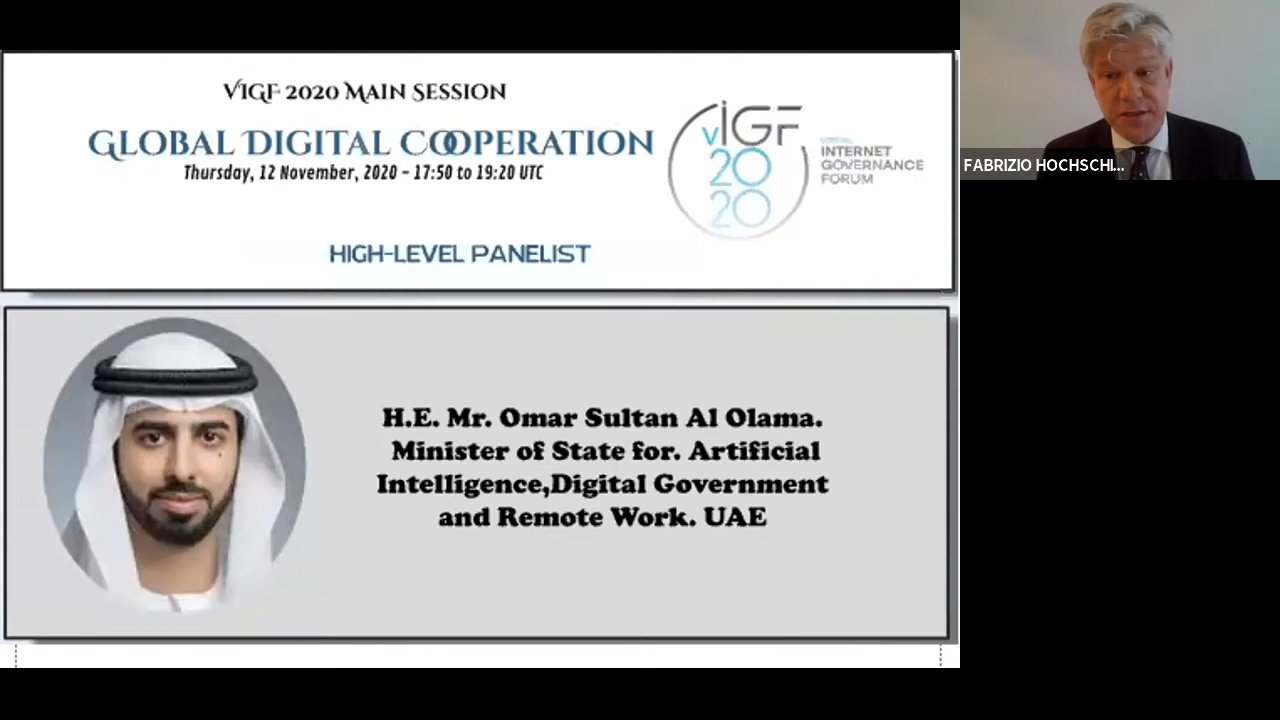 VIGF 2020 MAIN SESSION
GLOBAL DIGITAL COOPERATION
Thursday, 12 November, 2020 - 17:50 to 19:20 UTC
HIGH-LEVEL PANELIST
vIGF
20
20
INTERNET
GOVERNANCE
FORUM
FABRIZIO HOCHSCHI...
H.E. Mr. Omar Sultan Al Olama.
Minister of State for. Artificial
Intelligence,Digital Government
and Remote Work. UAE